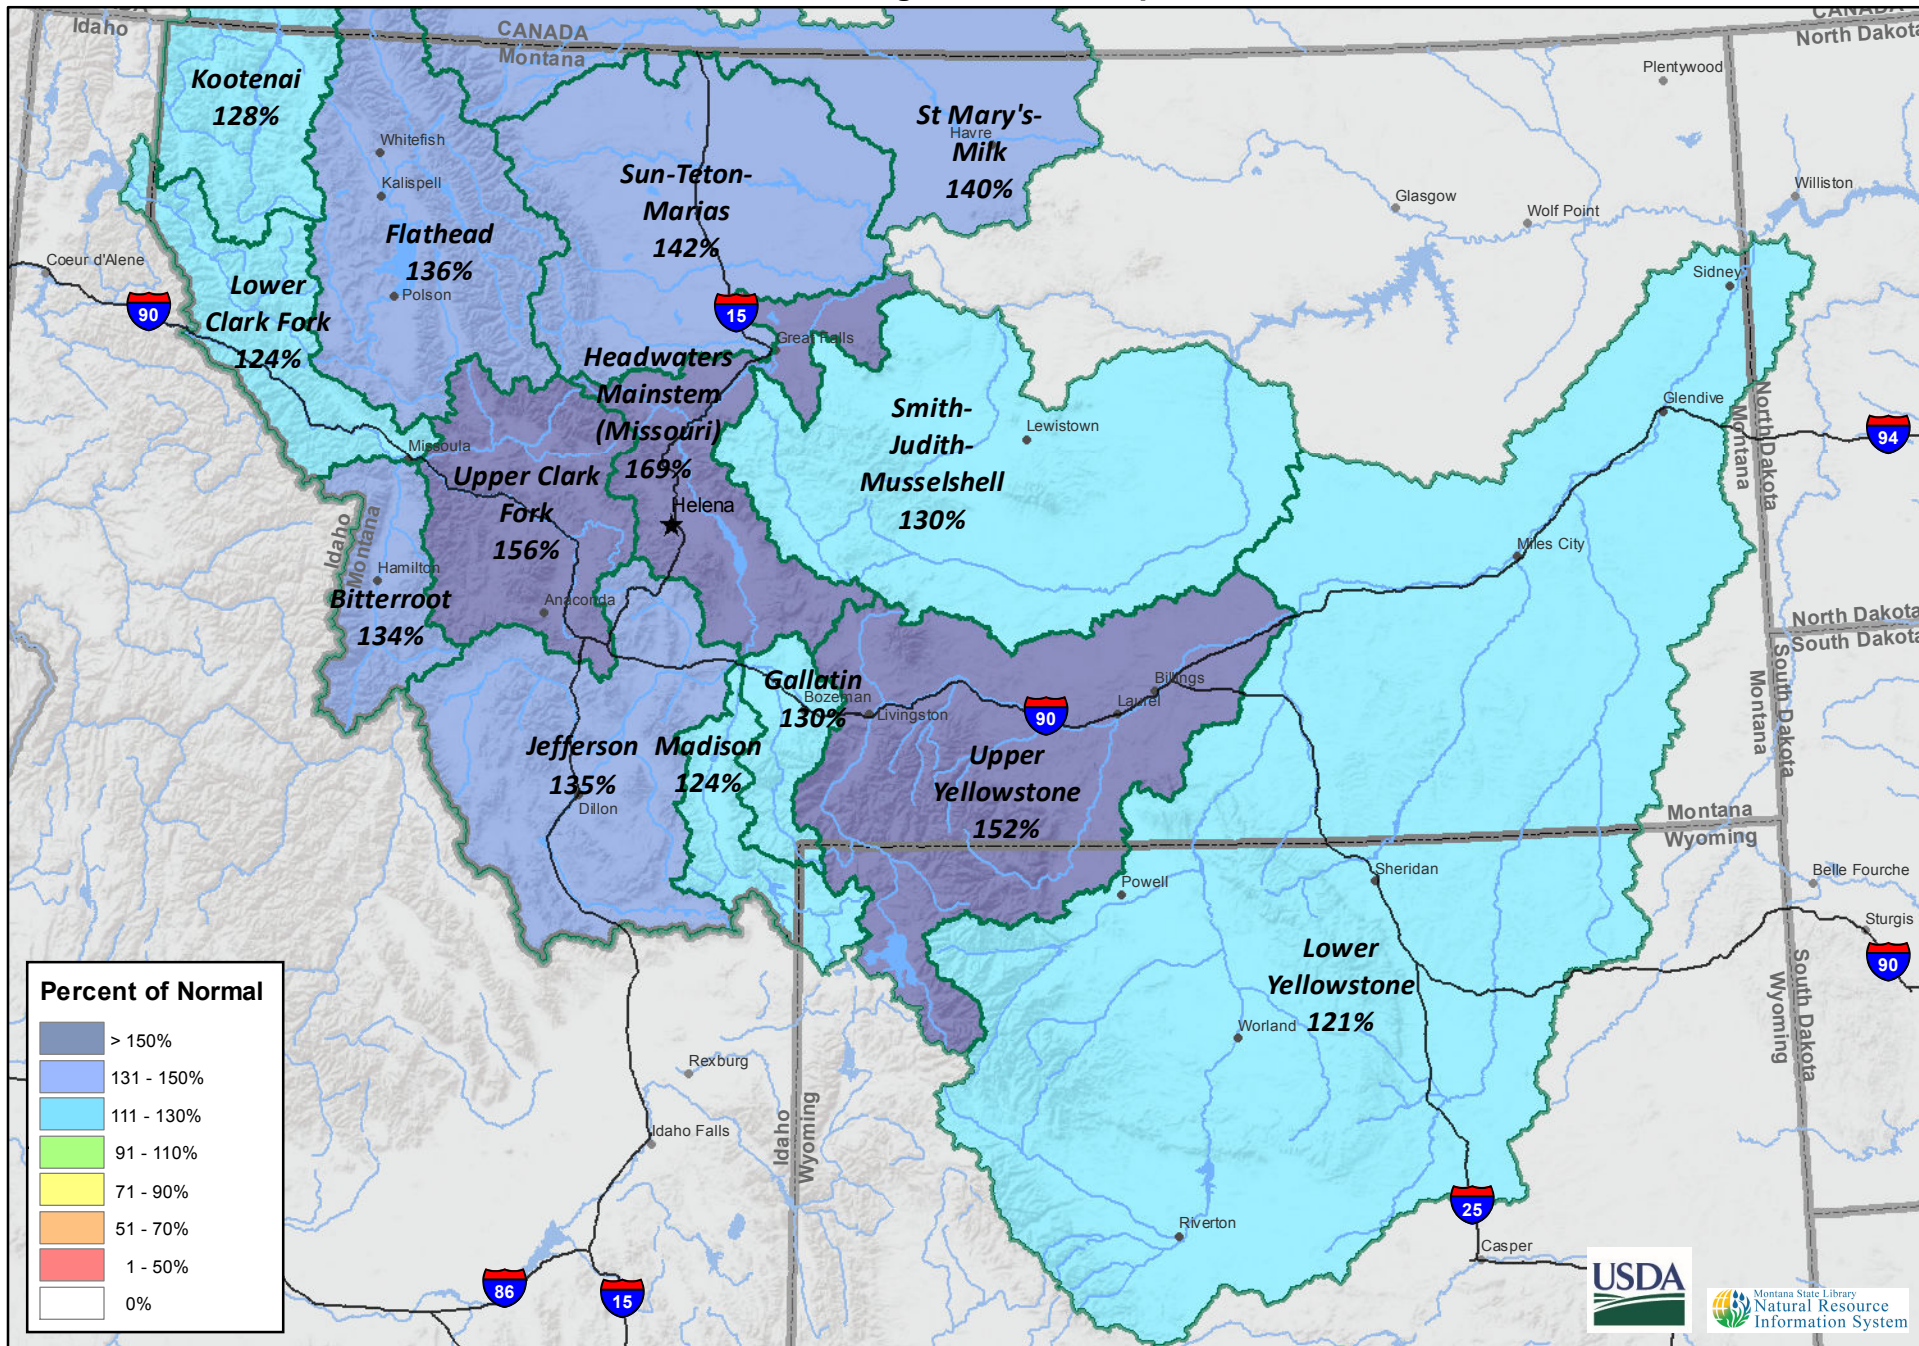 CANADA
Idaho
CANADA
Montana
CANADA
North Dakota
Kootenai
128%
Whitefish
Kalispell
Flathead
136%
Polson
Sun-Teton-
Marias
142%
St Mary's-
Havre
Milk
140%
Plentywood
Glasgow
Wolf Point
Williston
Coeur d'Alene
90
Lower
Clark Fork
124%
15
Great Falls
Headwaters
Mainstem
(Missouri)
169%
Helena
Smith-
Judith-
Musselshell
130%
Lewistown
Sidney
Glendive
94
North Dakota
Montana
Missoula
Upper Clark
Fork
156%
Anaconda
Idaho
Montana
Hamilton
Bitterroot
134%
Miles City
North Dakota
South Dakota
South Dakota
Montana
Gallatin
Bozeman
130%
Livingston
90
Laurel
Billings
Jefferson
135%
Dillon
Madison
124%
Upper
Yellowstone
152%
Montana
Wyoming
Powell
Sheridan
Belle Fourche
Sturgis
90
South Dakota
Wyoming
Lower
Yellowstone
121%
Worland
Riverton
25
Casper
Rexburg
Idaho Falls
Idaho
Wyoming
86
15
Percent of Normal
> 150%
131 - 150%
111 - 130%
91 - 110%
71 - 90%
51 - 70%
1 - 50%
0%
USDA
Montana State Library
Natural Resource
Information System